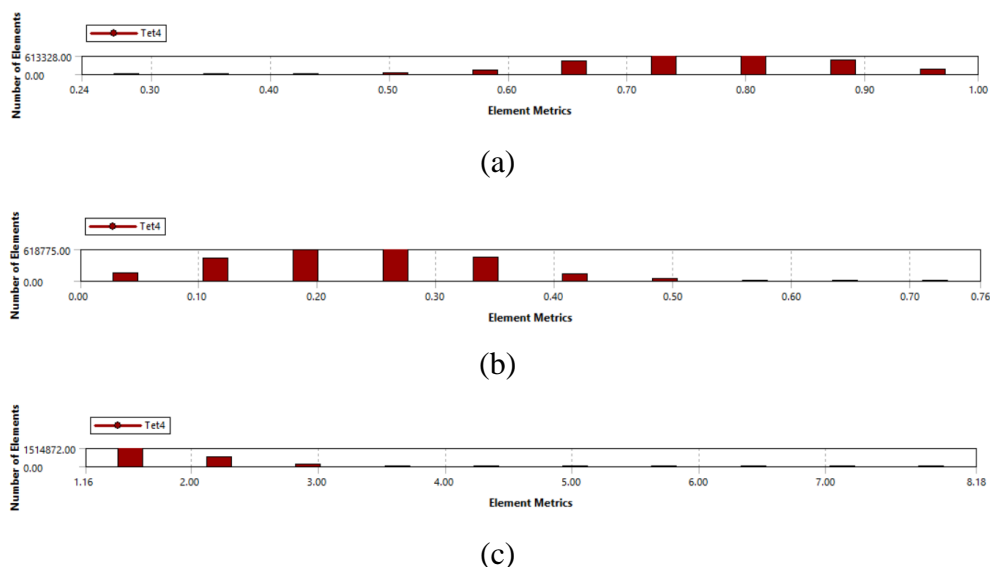 Tet4
Number of Elements
613328.00
0.00
0.24 0.30 0.40 0.50 0.60 0.70 0.80 0.90 1.00
Element Metrics
(a)
Tet4
Number of Elements
618775.00
0.00
0.00 0.10 0.20 0.30 0.40 0.50 0.60 0.70 0.76
Element Metrics
(b)
Tet4
Number of Elements
1514872.00
0.00
1.16 2.00 3.00 4.00 5.00 6.00 7.00 8.18
Element Metrics
(c)